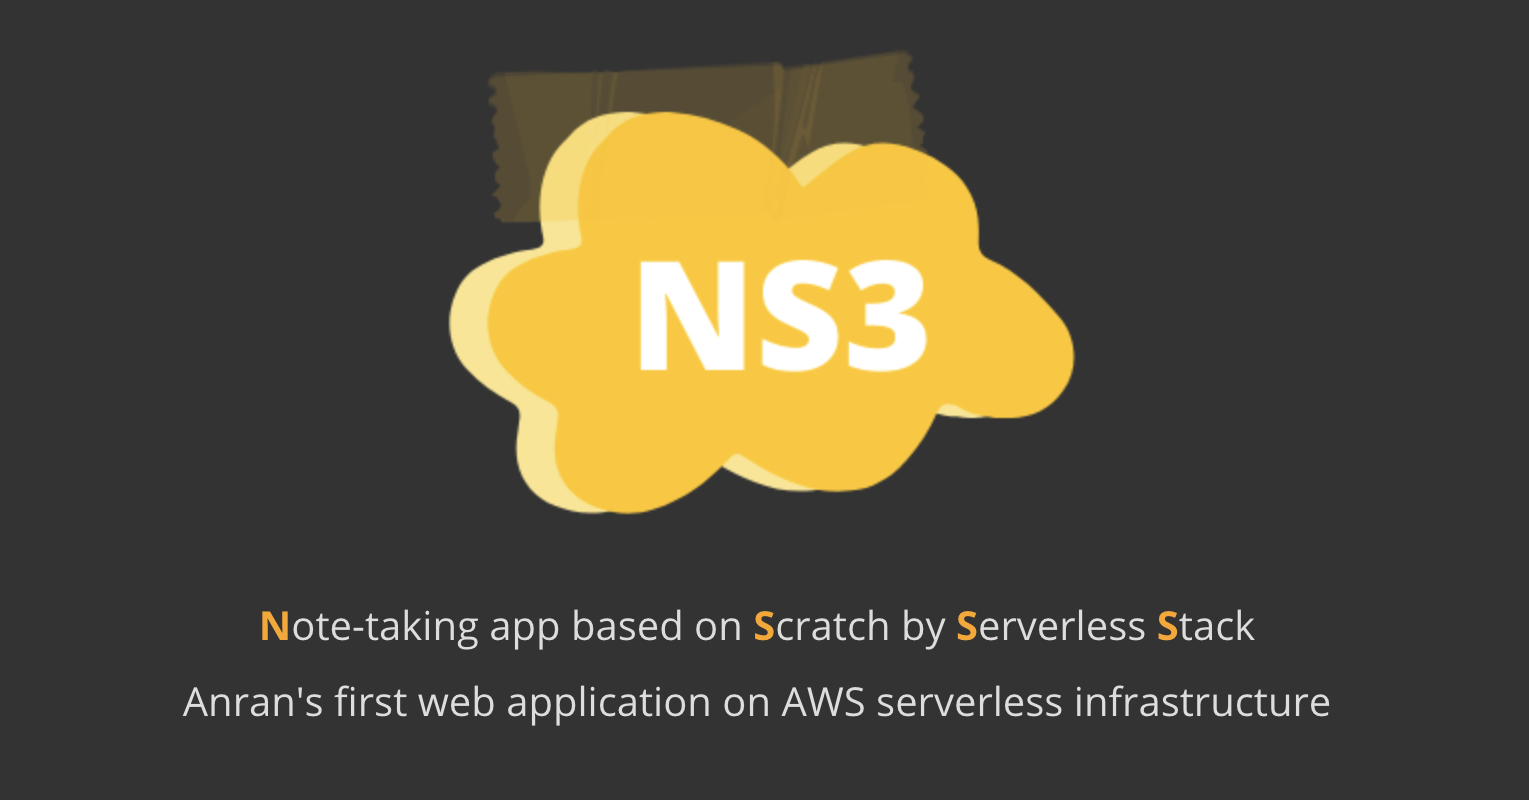 NS3
Note-taking app based on Scratch by Serverless Stack
Anran's first web application on AWS serverless infrastructure